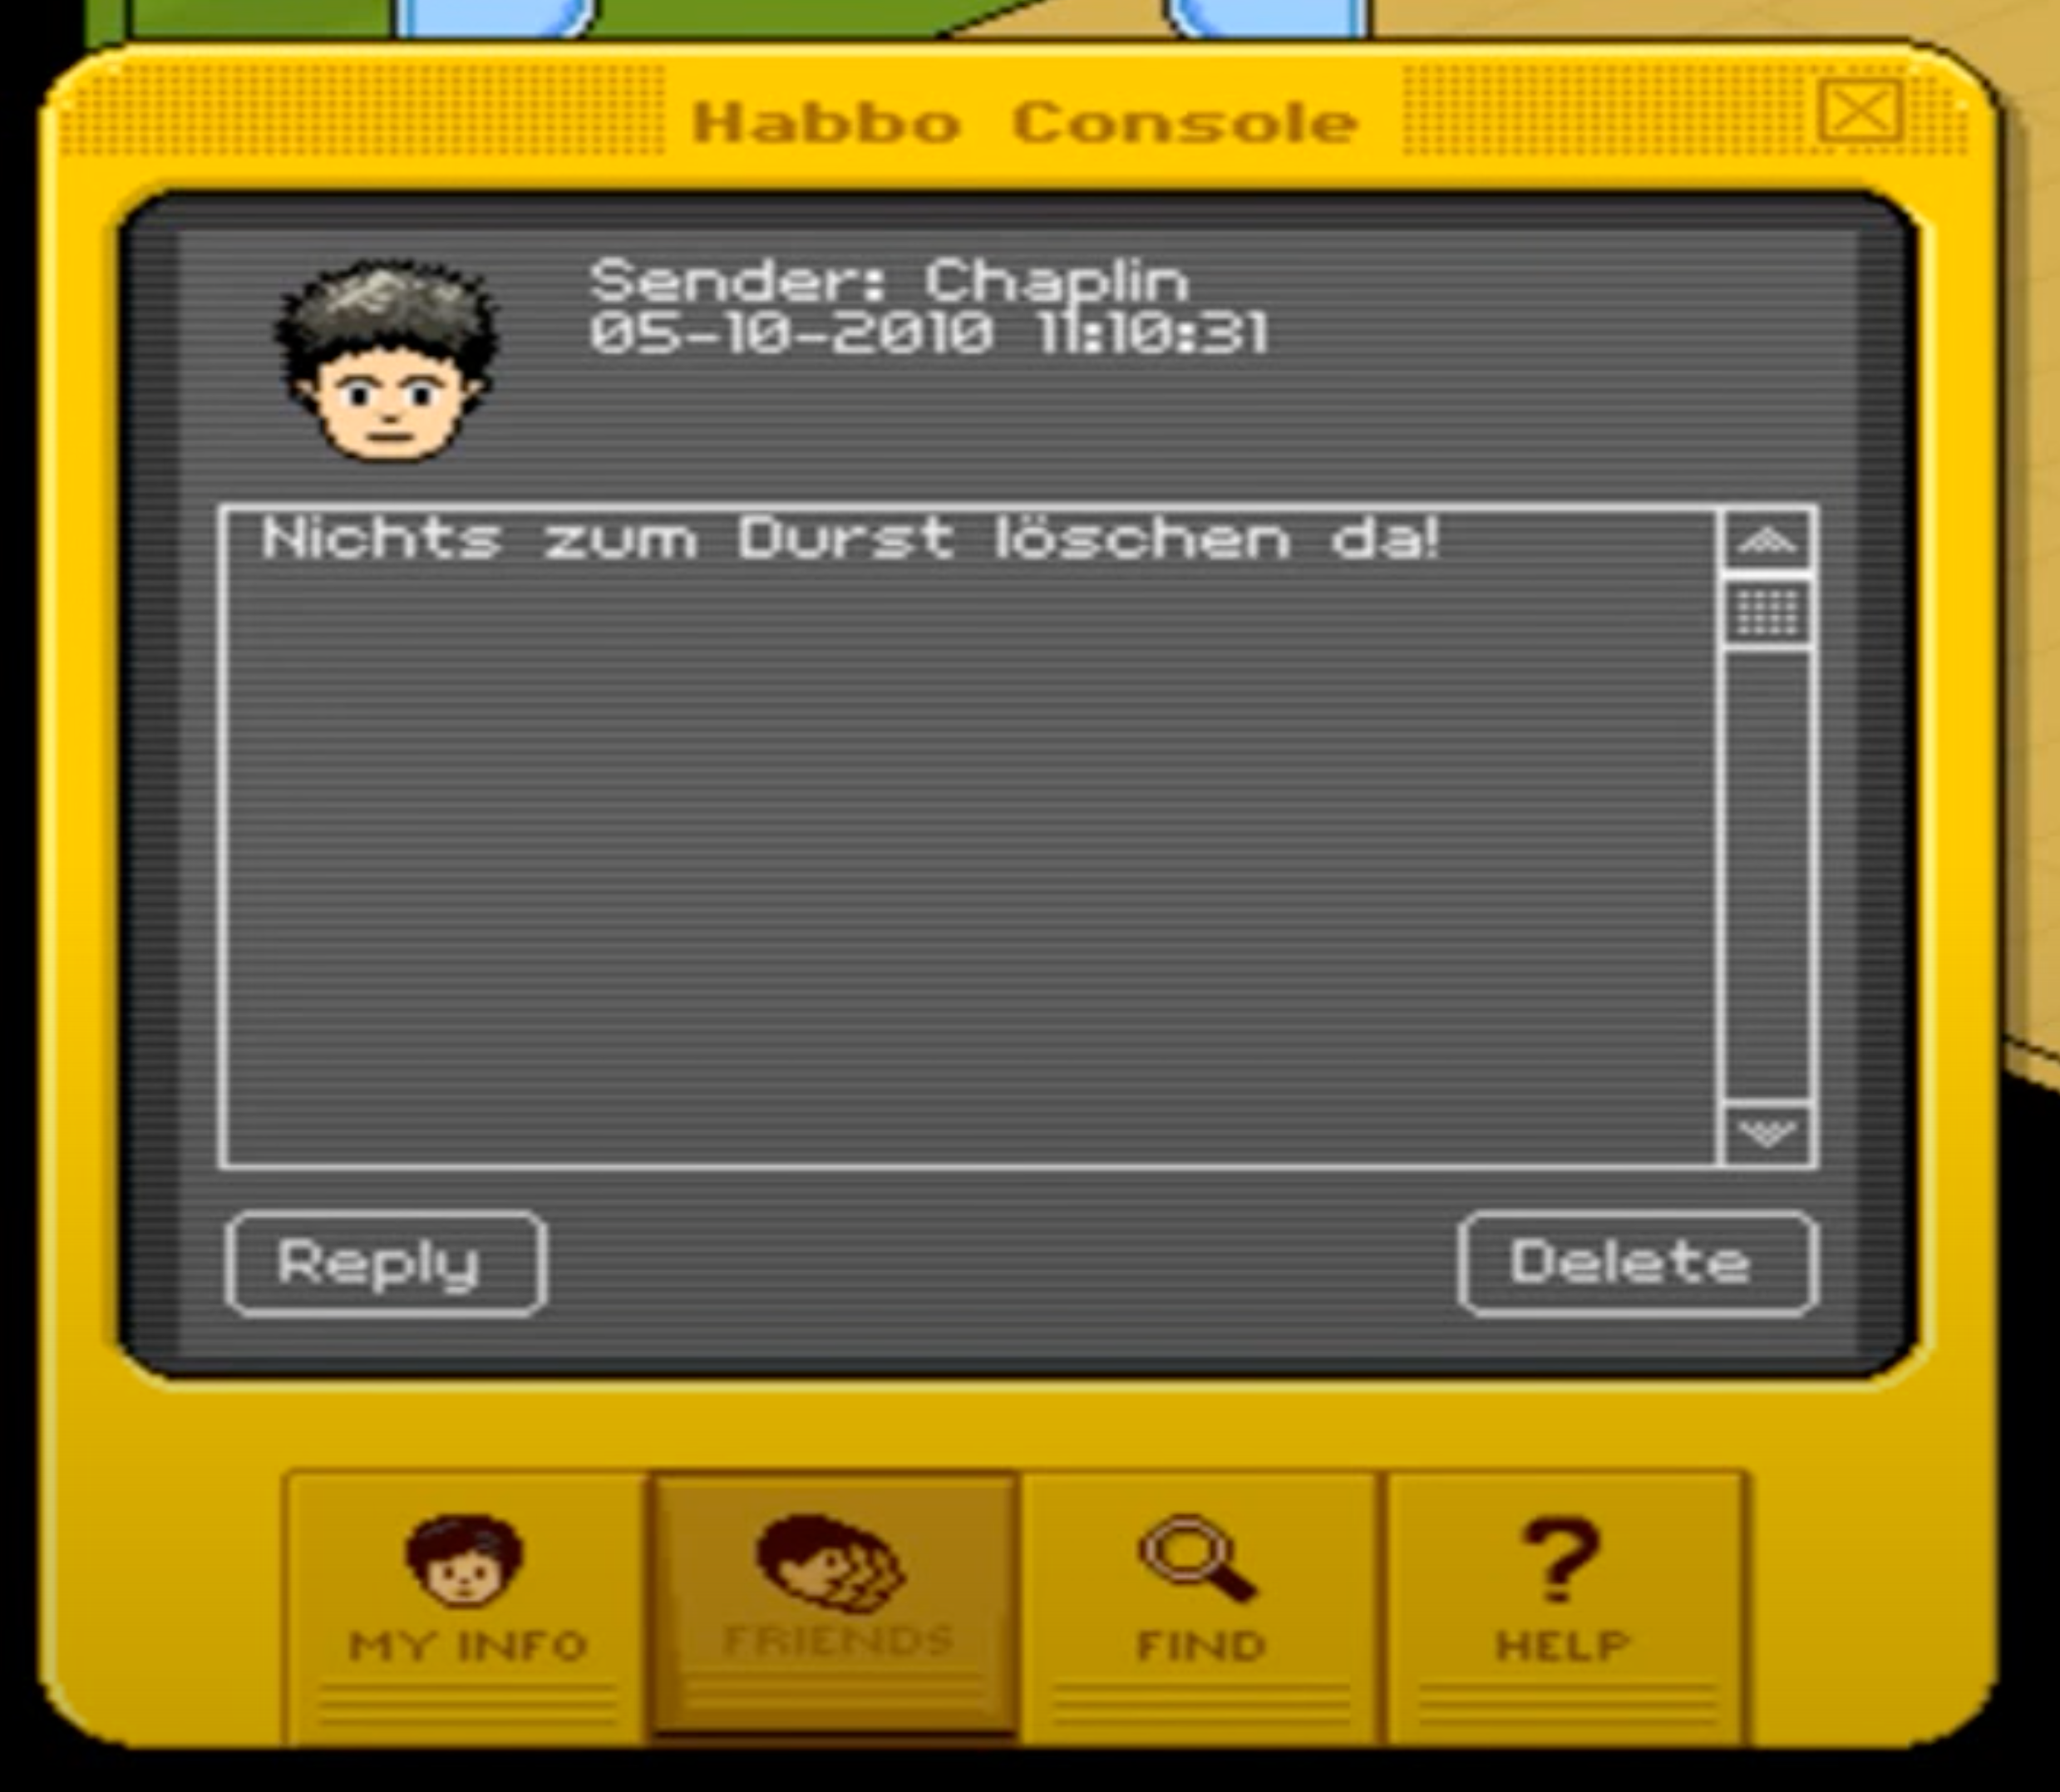 Habbo Console
Sender: Chaplin
05-10-2010 11:10:31
Nichts zum Durst löschen da!
Reply
Delete
MY INFO
FRIENDS
FIND
HELP